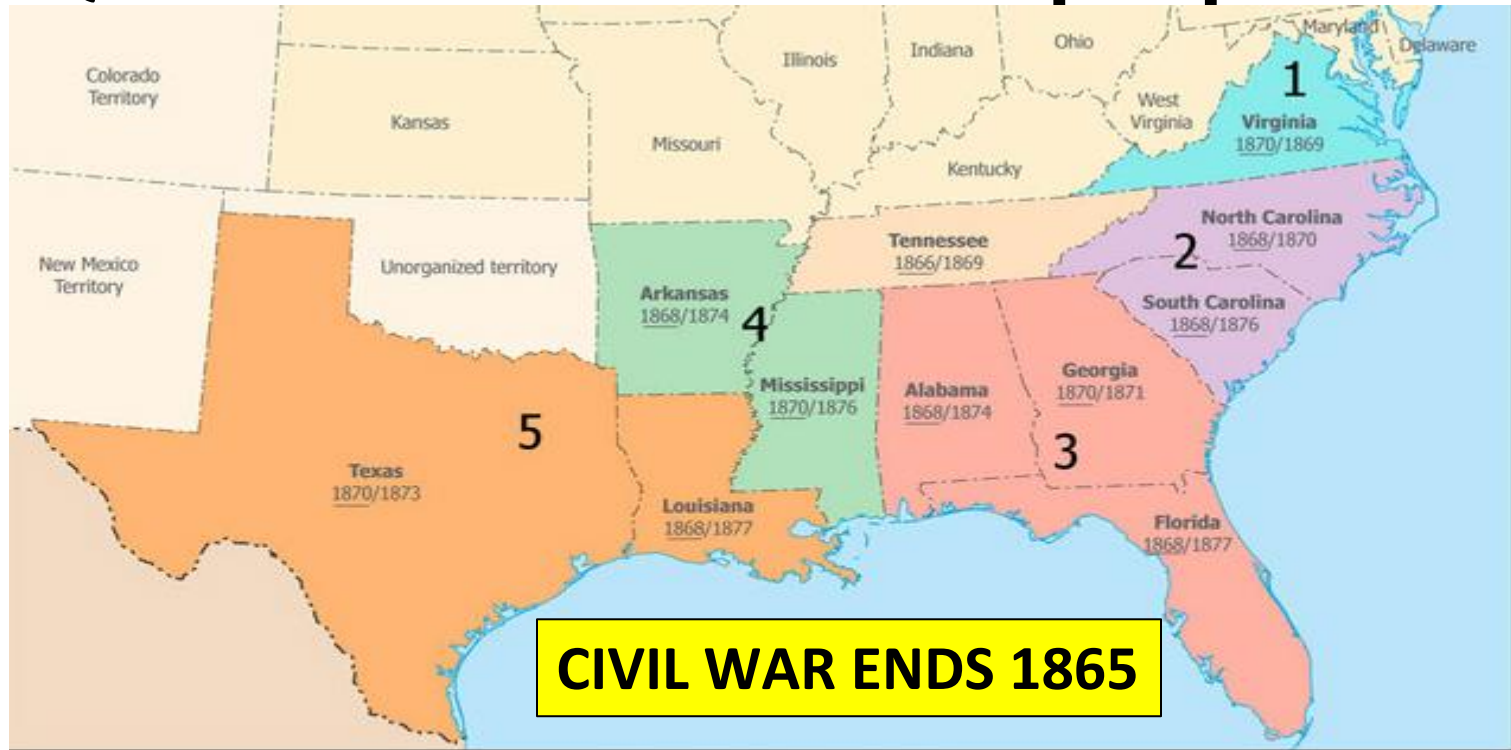 Maryland
Delaware
Colorado
Territory
Kansas
Missouri
Illinois
Indiana
Ohio
West
Virginia
Kentucky
1
Virginia
1870/1869
New Mexico
Territory
Unorganized territory
Arkansas
1868/1874
4
Tennessee
1866/1869
North Carolina
1868/1870
2
South Carolina
1868/1876
Mississippi
1870/1876
Alabama
1868/1874
Georgia
1870/1871
3
5
Texas
1870/1873
Louisiana
1868/1877
Florida
1868/1877
CIVIL WAR ENDS 1865